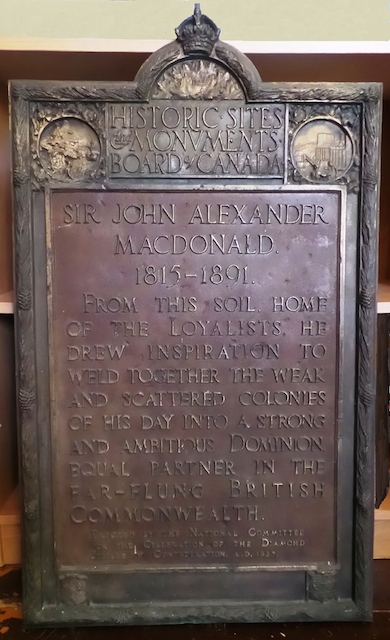 HISTORIC SITES
and MONVMENTS
BOARD of CANADA
SIR JOHN ALEXANDER
MACDONALD.
1815-1891.
FROM THIS SOIL, HOME
OF THE LOYALISTS, HE
DREW INSPIRATION TO
WELD TOGETHER THE WEAK
AND SCATTERED COLONIES
OF HIS DAY INTO A STRONG
AND AMBITIOUS DOMINION,
EQUAL PARTNER IN THE
FAR-FLUNG BRITISH
COMMONWEALTH.
ERECTED BY THE NATIONAL COMMITTEE
CELEBRATION OF THE DIAMOND
OF CONFEDERATION, A.D. 1927.